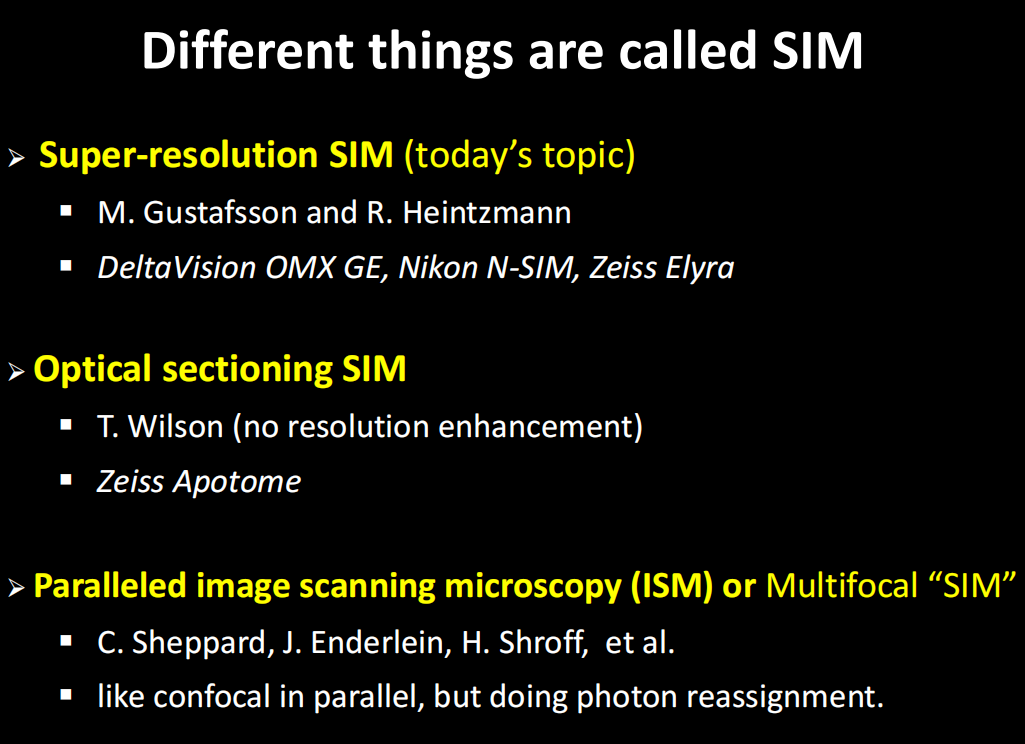 Different things are called SIM
➢ Super-resolution SIM (today’s topic)
▪ M. Gustafsson and R. Heintzmann
▪ DeltaVision OMX GE, Nikon N-SIM, Zeiss Elyra
➢ Optical sectioning SIM
▪ T. Wilson (no resolution enhancement)
▪ Zeiss Apotome
➢ Paralleled image scanning microscopy (ISM) or Multifocal “SIM”
▪ C. Sheppard, J. Enderlein, H. Shroff,  et al.
▪ like confocal in parallel, but doing photon reassignment.